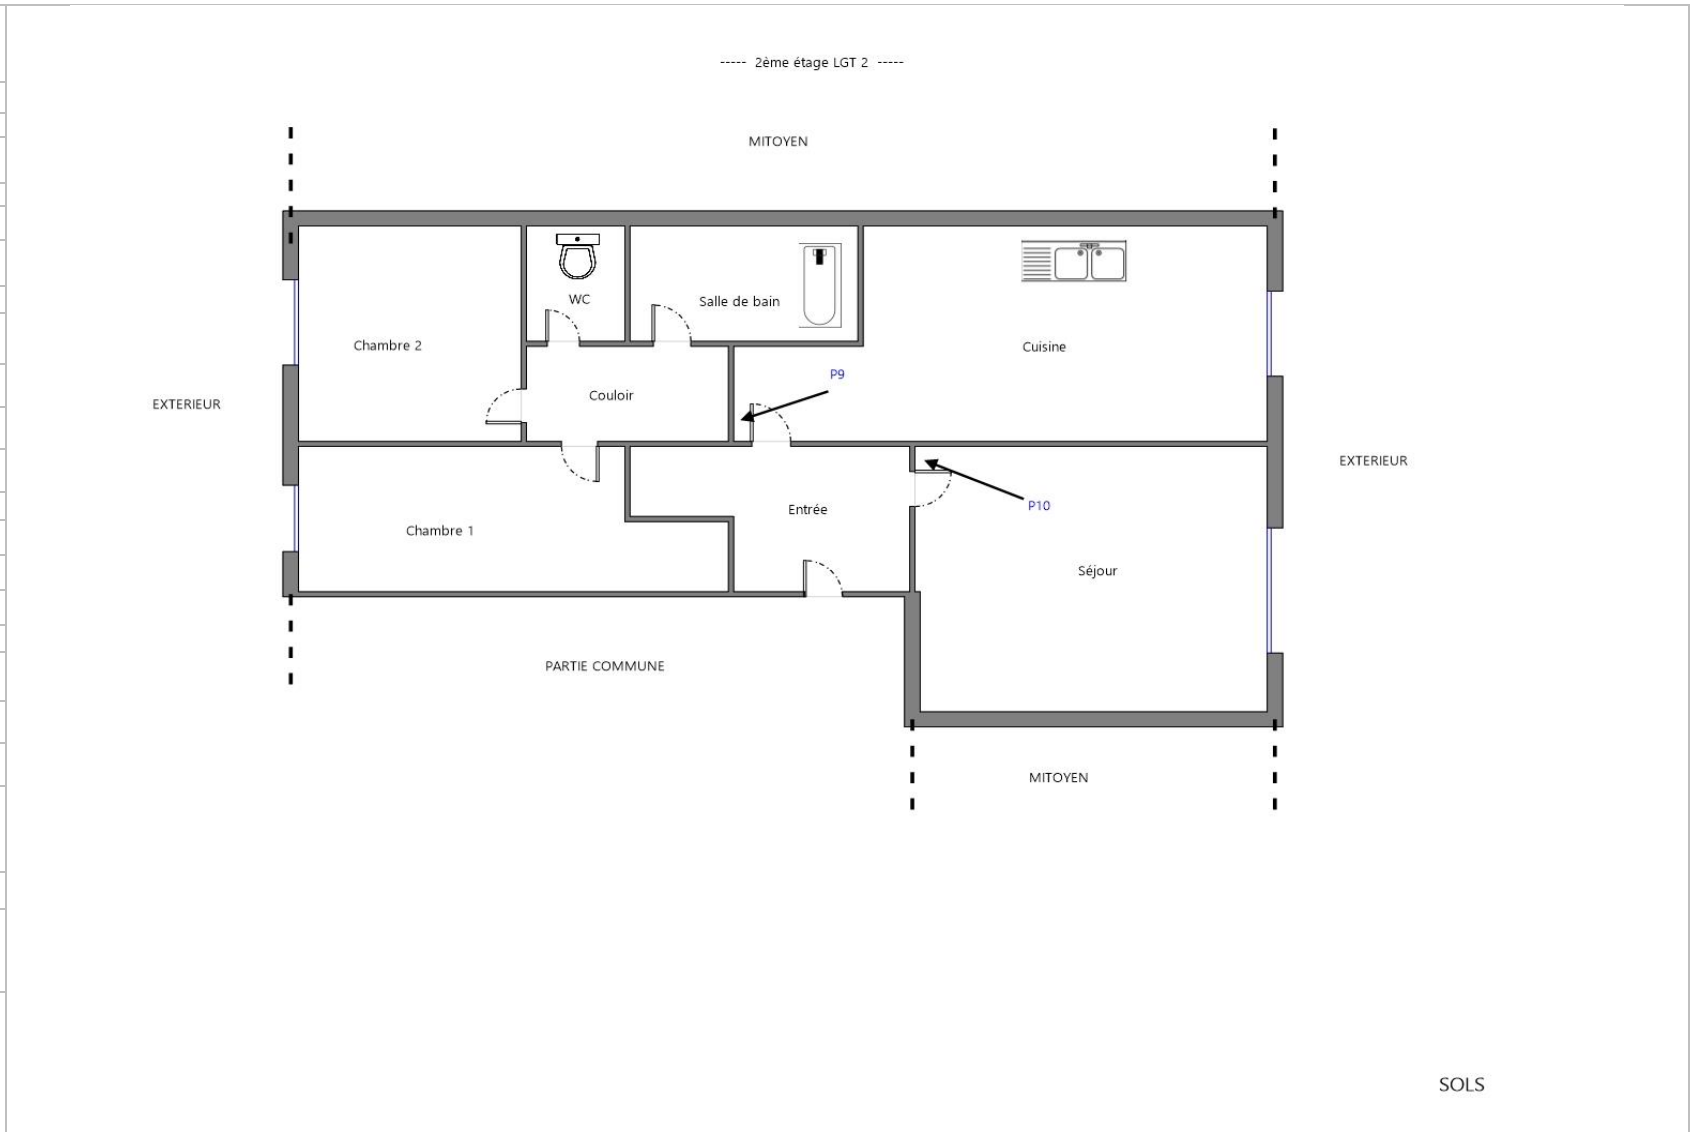 ----- 2ème étage LGT 2 -----
MITOYEN
WC
Salle de bain
Chambre 2
Cuisine
P9
Couloir
EXTERIEUR
EXTERIEUR
P10
Entrée
Chambre 1
Séjour
PARTIE COMMUNE
MITOYEN
SOLS